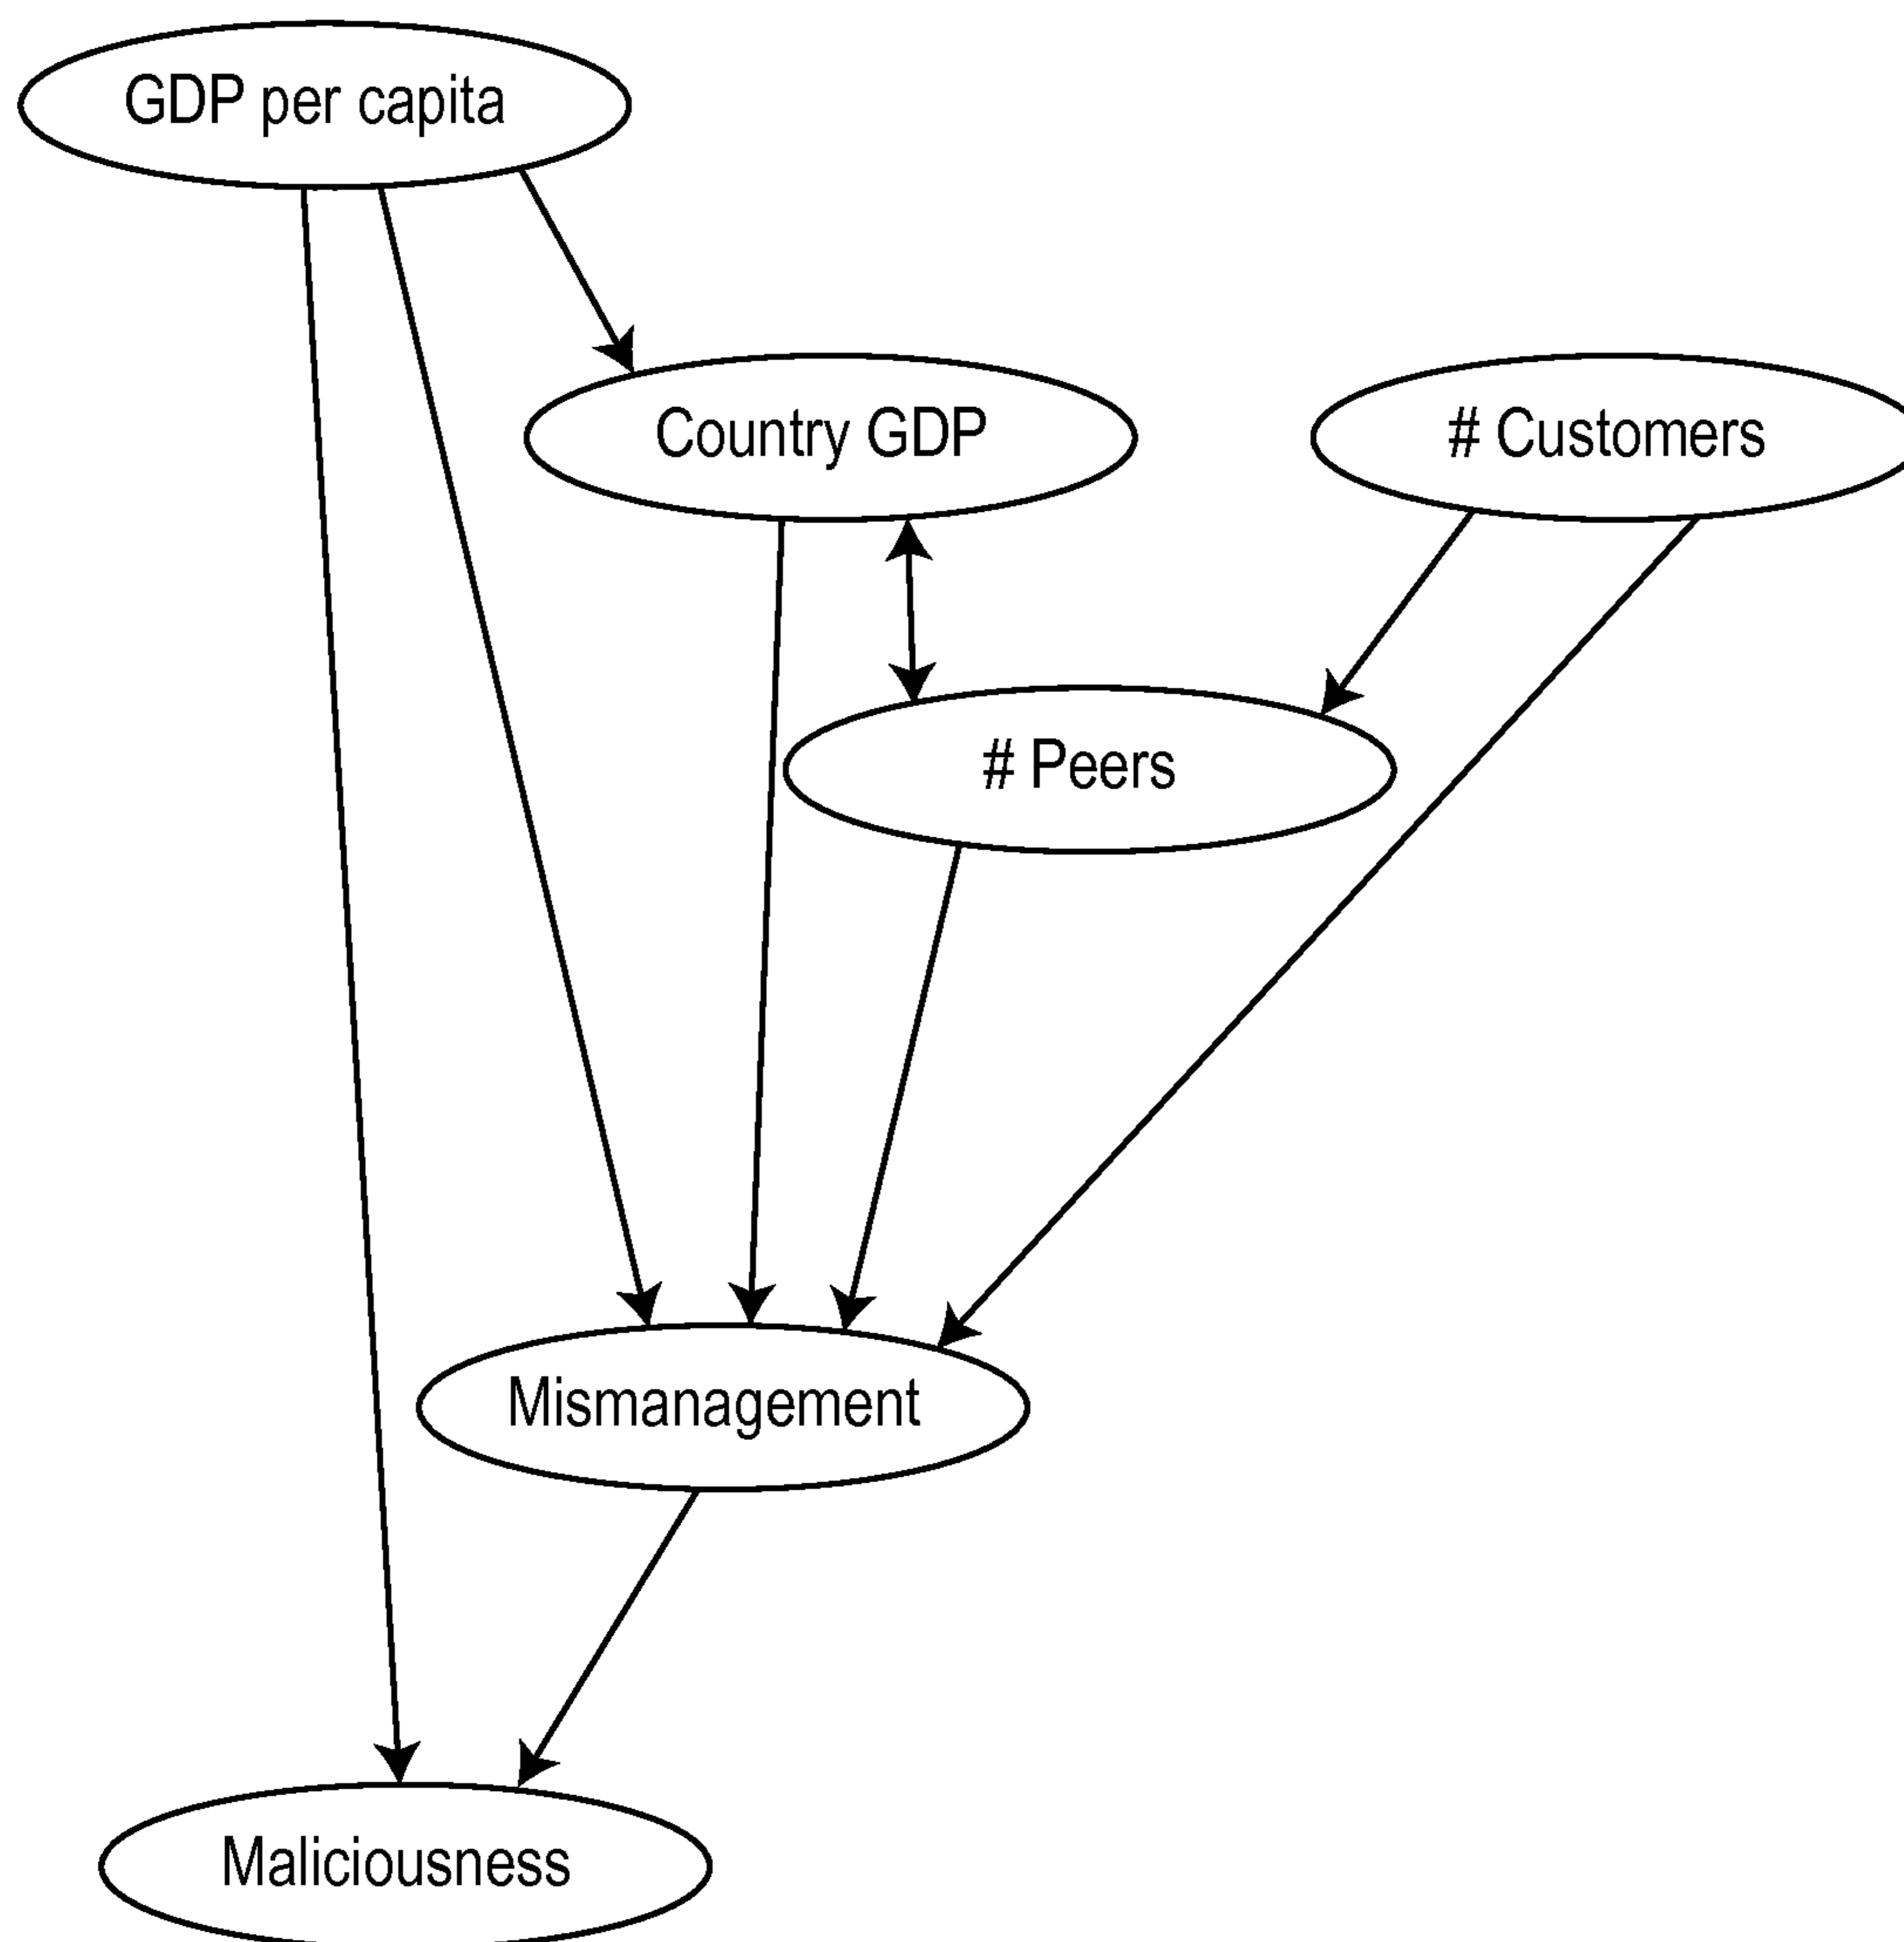 GDP per capita
Country GDP
# Customers
# Peers
Mismanagement
Maliciousness